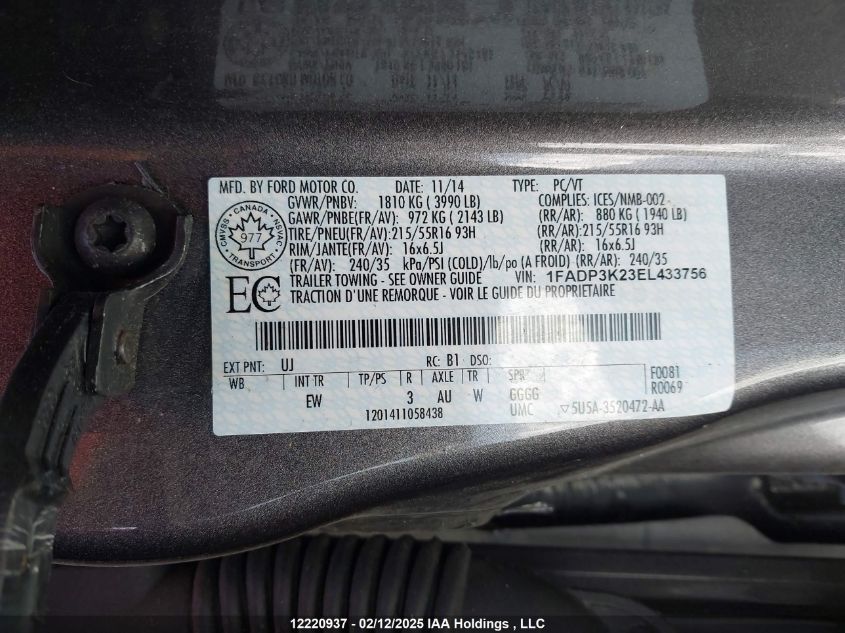 MFD. BY FORD MOTOR CO. DATE: 11/14 TYPE: PC/VT
GVWR/PNBV: 1810 KG ( 3990 LB) COMPLIES: ICES/NMB-002
GAWR/PNBE(FR/AV): 972 KG ( 2143 LB) (RR/AR): 880 KG ( 1940 LB)
TIRE/PNEU(FR/AV):215/55R16 93H (RR/AR):215/55R16 93H
RIM/JANTE(FR/AV): 16x6.5J (RR/AR): 16x6.5J
(FR/AV): 240/35 kPa/PSI (COLD)/lb/po (A FROID) (RR/AR): 240/35
TRAILER TOWING - SEE OWNER GUIDE VIN: 1FADP3K23EL433756
TRACTION D'UNE REMORQUE - VOIR LE GUIDE DU PROPRIETAIRE
CANADA
CMVSS
NSVAC
977
TRANSPORT
EC
EXT PNT: UJ RC: B1 DSO:
WB INT TR TP/PS R AXLE TR SPR F0081
EW 3 AU W GGGG R0069
1201411058438 UMC ▽5U5A-3520472-AA
12220937 - 02/12/2025 IAA Holdings , LLC